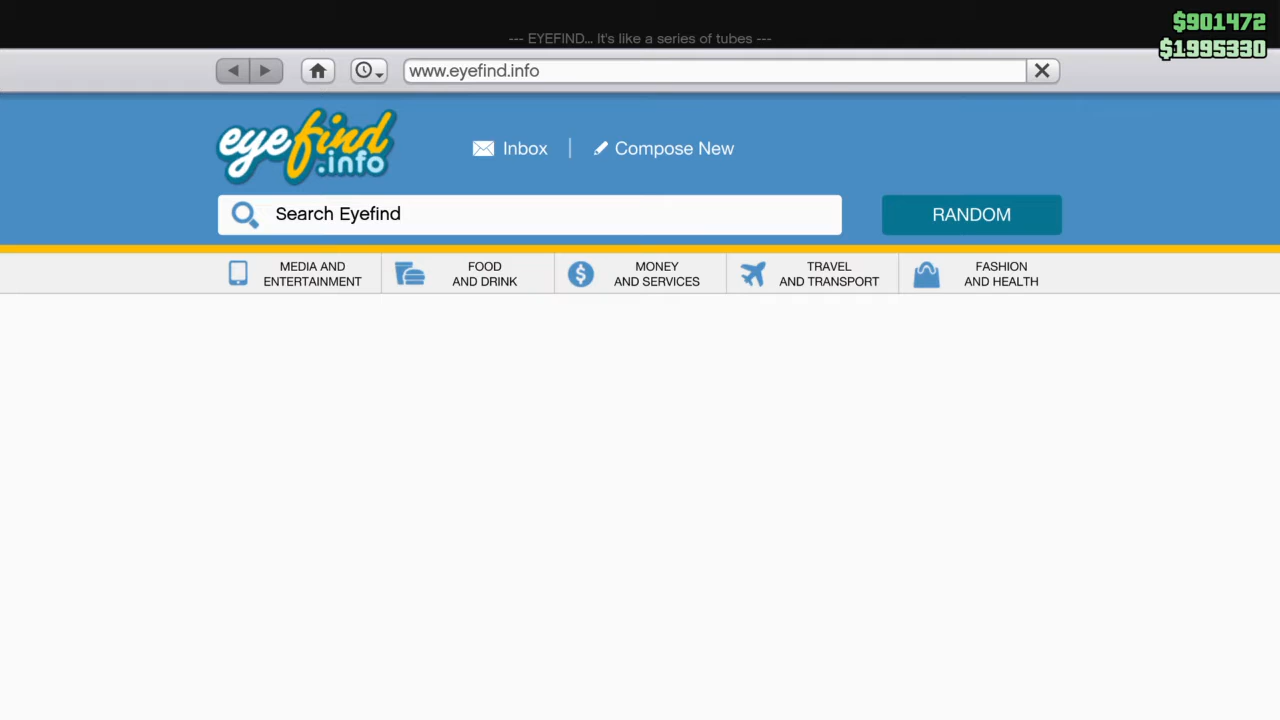 $901472
$1995330
--- EYEFIND... It's like a series of tubes ---
www.eyefind.info
eyefind
.info
Inbox
Compose New
Search Eyefind
RANDOM
MEDIA AND
ENTERTAINMENT
FOOD
AND DRINK
MONEY
AND SERVICES
TRAVEL
AND TRANSPORT
FASHION
AND HEALTH